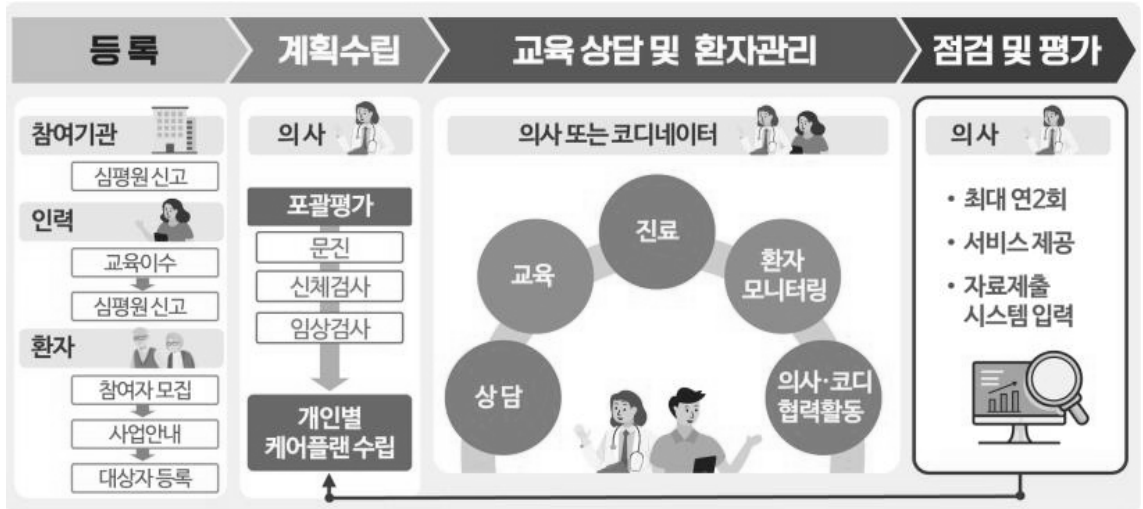 등록
계획수립
교육 상담 및 환자관리
점검 및 평가
참여기관
심평원 신고
인력
교육이수
심평원 신고
환자
참여자 모집
사업안내
대상자 등록
의사
포괄평가
문진
신체검사
임상검사
개인별
케어플랜 수립
의사 또는 코디네이터
상담
교육
진료
환자
모니터링
의사·코디
협력활동
의사
• 최대 연2회
• 서비스 제공
• 자료제출
시스템 입력